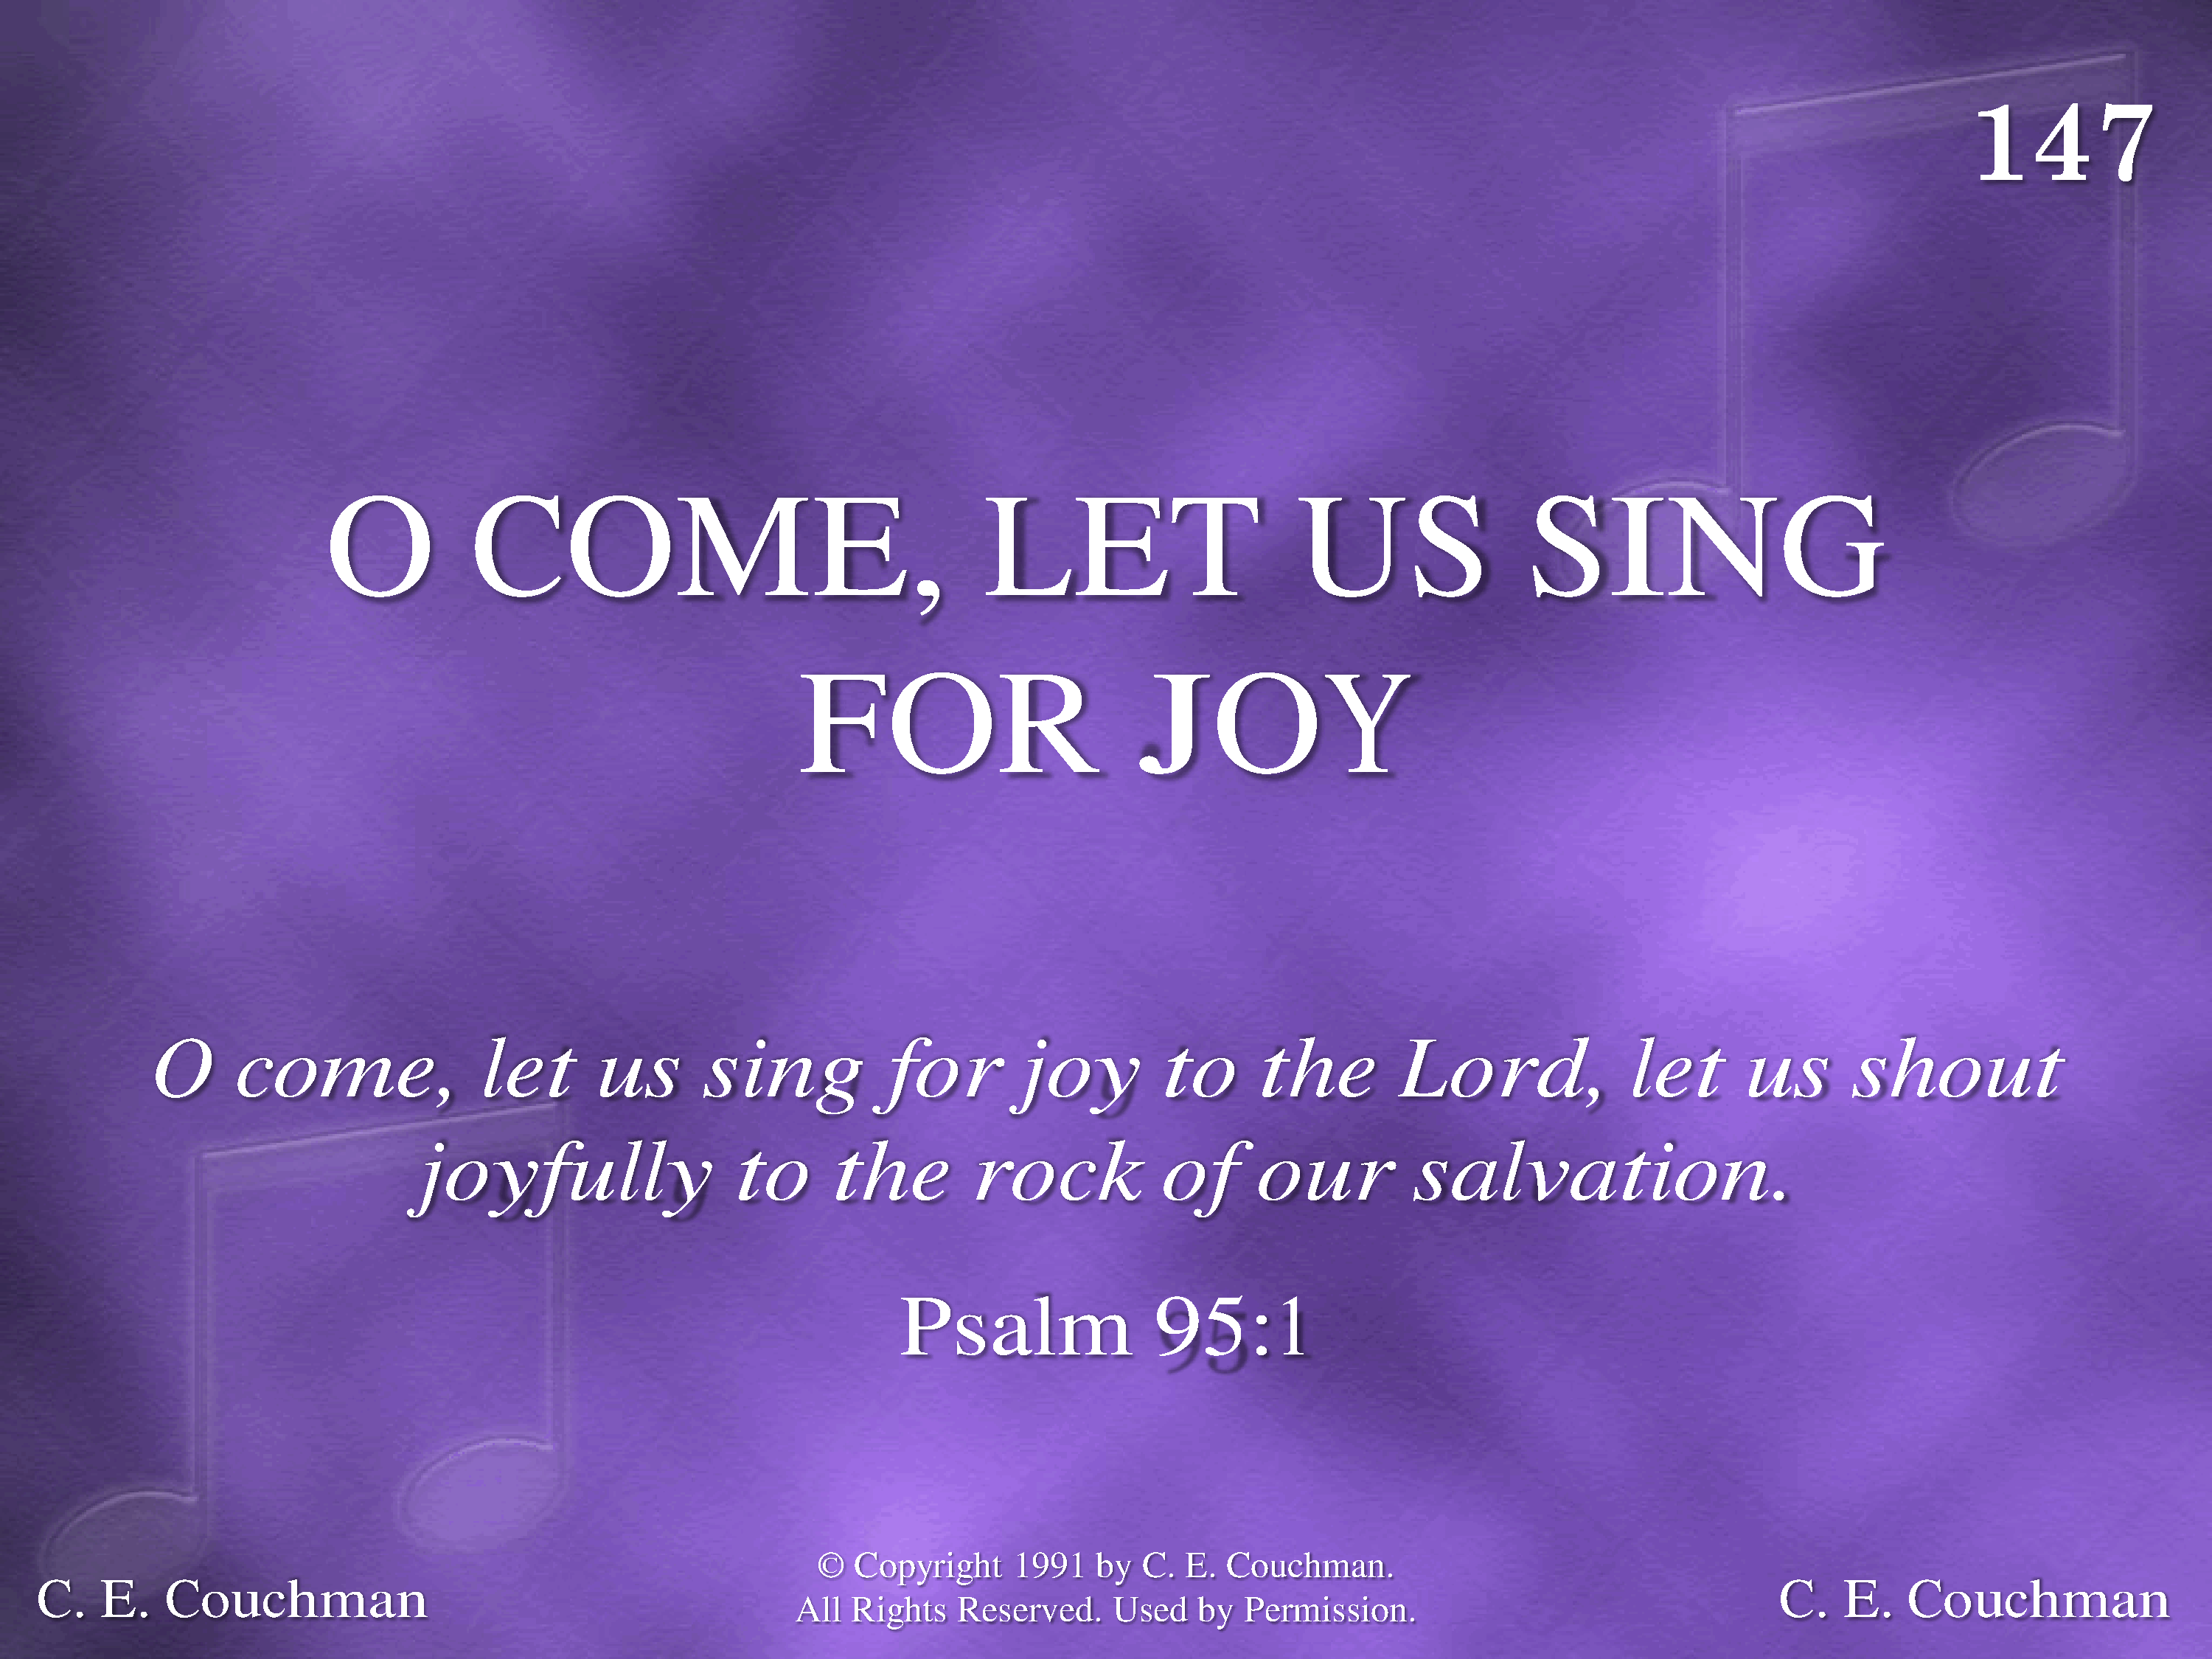 147
O COME, LET US SING
FOR JOY
O come, let us sing for joy to the Lord, let us shout
joyfully to the rock of our salvation.
Psalm 95:1
C. E. Couchman
© Copyright 1991 by C. E. Couchman.
All Rights Reserved. Used by Permission.
C. E. Couchman